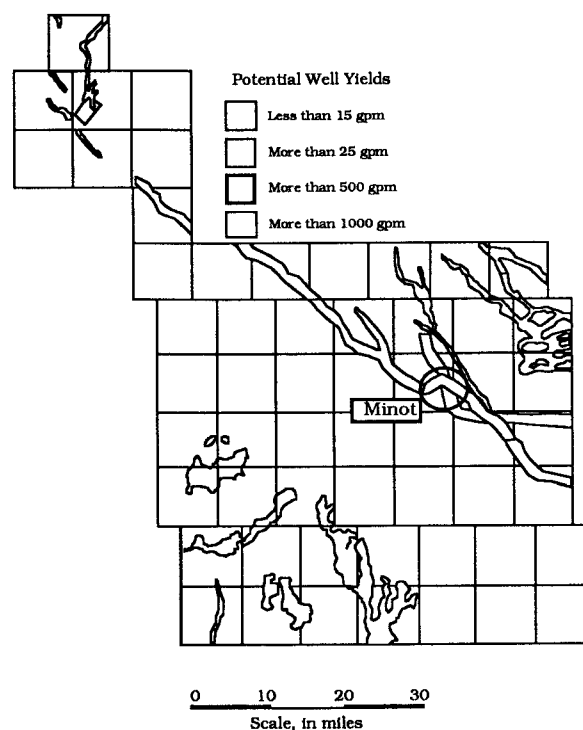 Potential Well Yields
Less than 15 gpm
More than 25 gpm
More than 500 gpm
More than 1000 gpm
Minot
0 10 20 30
Scale, in miles